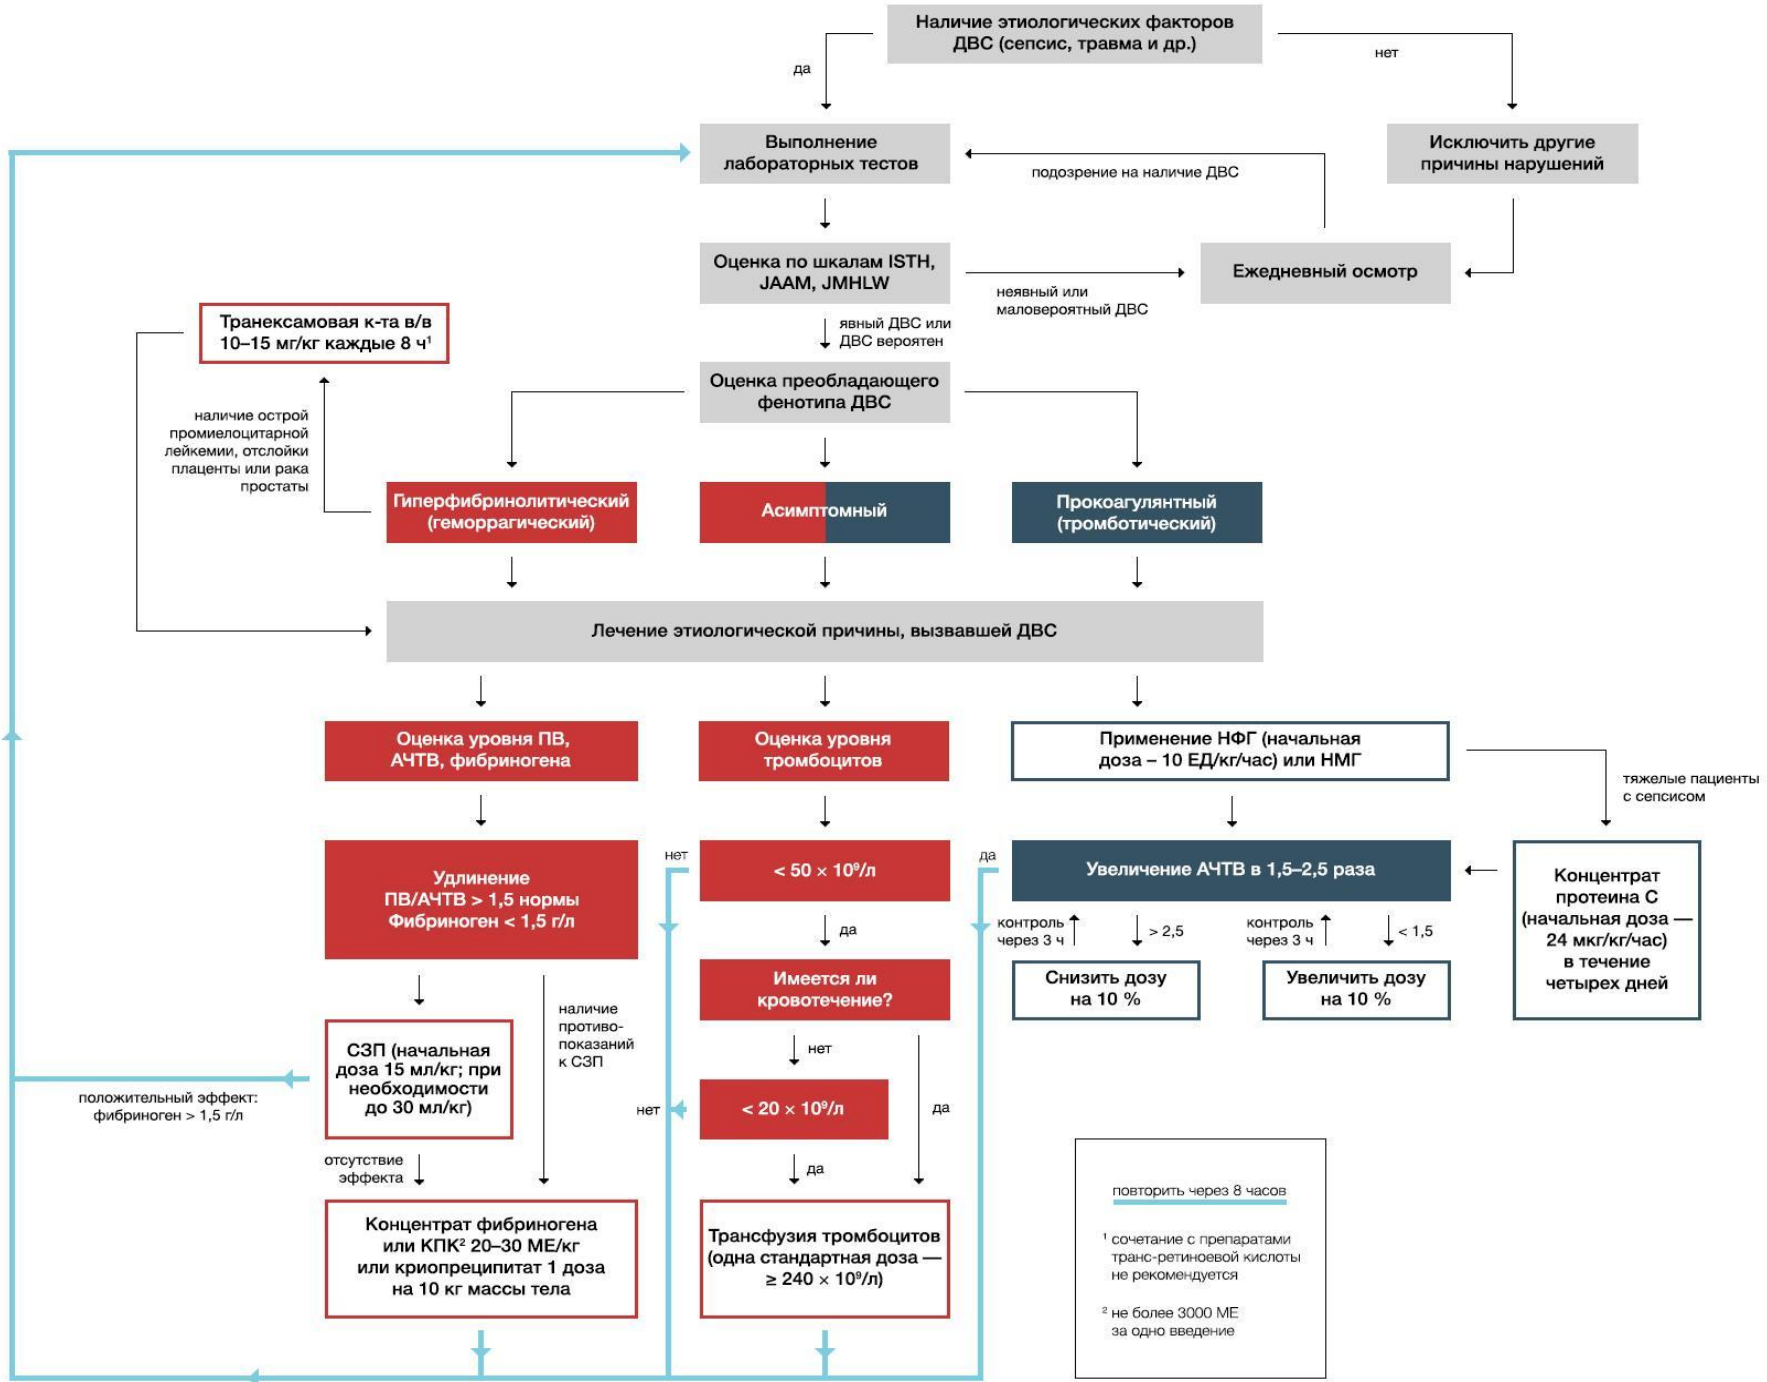 Наличие этиологических факторов
ДВС (сепсис, травма и др.)
да
нет
Выполнение
лабораторных тестов
Исключить другие
причины нарушений
подозрение на наличие ДВС
Оценка по шкалам ISTH,
JAAM, JMHLW
Ежедневный осмотр
неявный или
маловероятный ДВС
явный ДВС или
ДВС вероятен
Транексамовая к-та в/в
10–15 мг/кг каждые 8 ч¹
Оценка преобладающего
фенотипа ДВС
наличие острой
промиелоцитарной
лейкемии, отслойки
плаценты или рака
простаты
Гиперфибринолитический
(геморрагический)
Асимптомный
Прокоагулянтный
(тромботический)
Лечение этиологической причины, вызвавшей ДВС
Оценка уровня ПВ,
АЧТВ, фибриногена
Оценка уровня
тромбоцитов
Применение НФГ (начальная
доза – 10 ЕД/кг/час) или НМГ
тяжелые пациенты
с сепсисом
Удлинение
ПВ/АЧТВ > 1,5 нормы
Фибриноген < 1,5 г/л
нет
< 50 × 10⁹/л
да
Увеличение АЧТВ в 1,5–2,5 раза
Концентрат
протеина С
(начальная доза —
24 мкг/кг/час)
в течение
четырех дней
да
контроль
через 3 ч
> 2,5
контроль
через 3 ч
< 1,5
Имеется ли
кровотечение?
Снизить дозу
на 10 %
Увеличить дозу
на 10 %
наличие
противо-
показаний
к СЗП
СЗП (начальная
доза 15 мл/кг; при
необходимости
до 30 мл/кг)
нет
положительный эффект:
фибриноген > 1,5 г/л
нет
< 20 × 10⁹/л
да
отсутствие
эффекта
да
Концентрат фибриногена
или КПК² 20–30 МЕ/кг
или криопреципитат 1 доза
на 10 кг массы тела
Трансфузия тромбоцитов
(одна стандартная доза —
≥ 240 × 10⁹/л)
повторить через 8 часов
¹ сочетание с препаратами
транс-ретиноевой кислоты
не рекомендуется
² не более 3000 МЕ
за одно введение